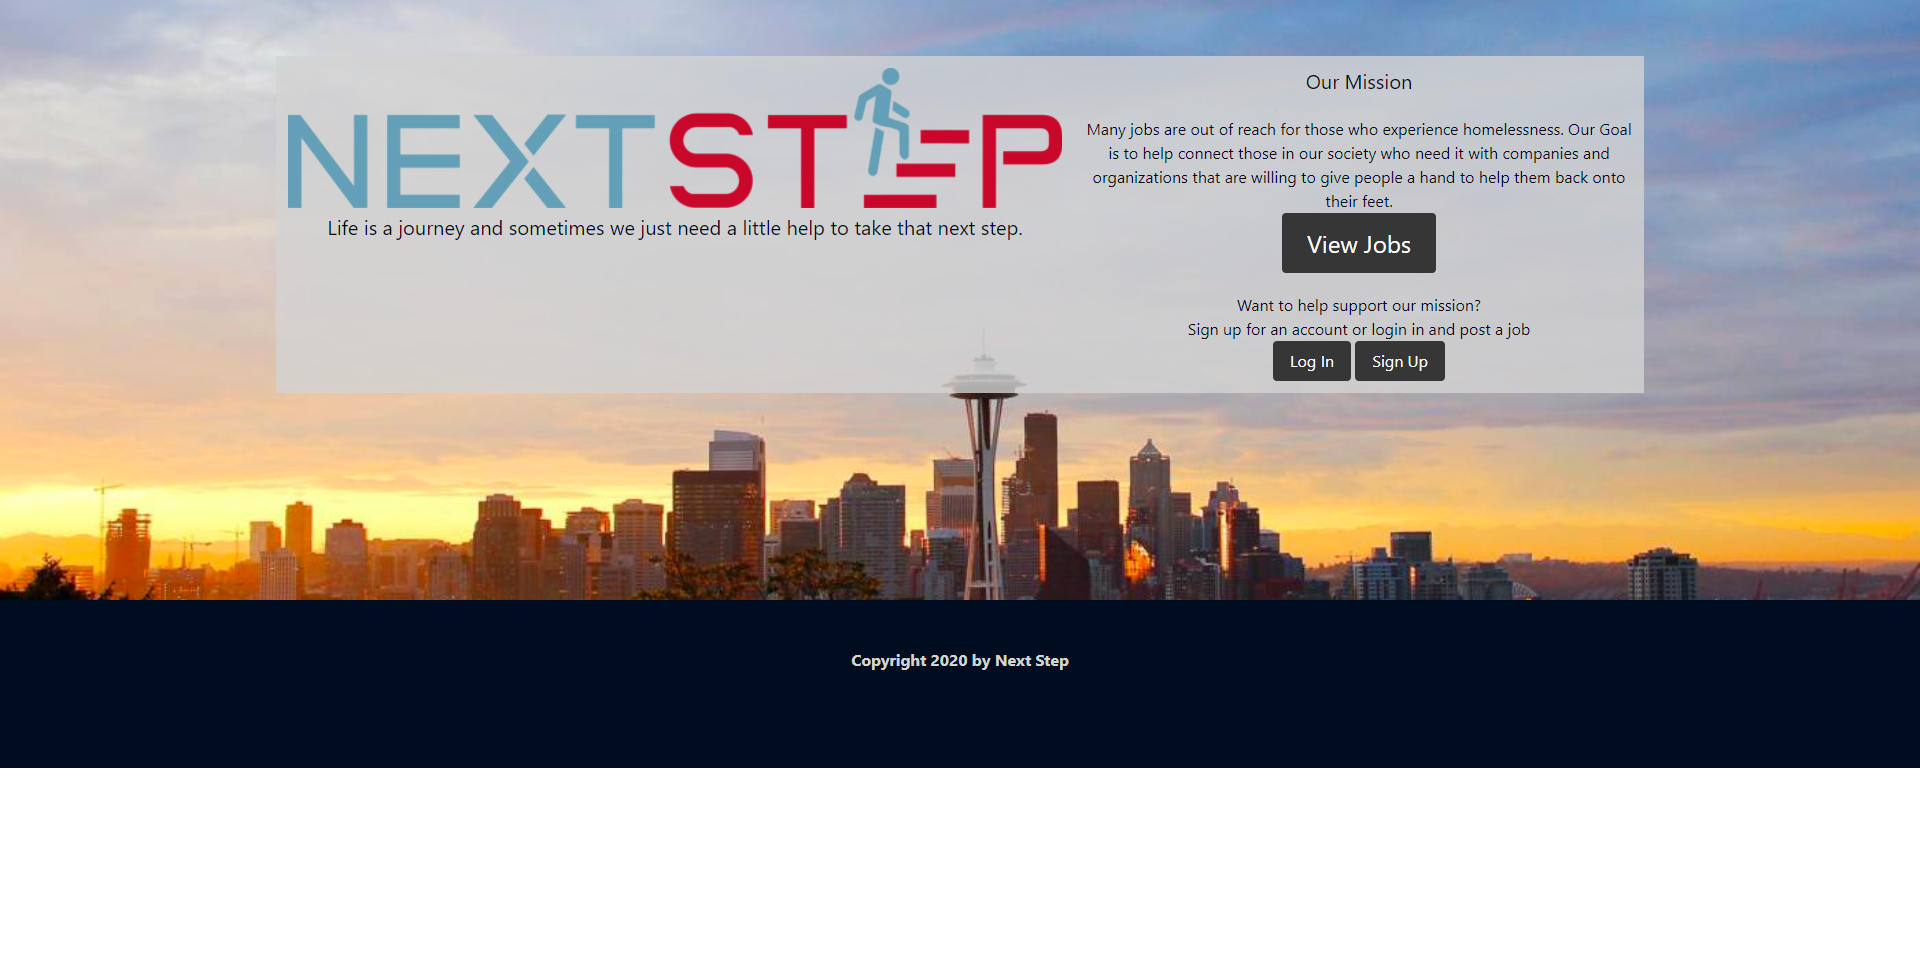 NEXTSTEP
Life is a journey and sometimes we just need a little help to take that next step.
Our Mission
Many jobs are out of reach for those who experience homelessness. Our Goal
is to help connect those in our society who need it with companies and
organizations that are willing to give people a hand to help them back onto
their feet.
View Jobs
Want to help support our mission?
Sign up for an account or login in and post a job
Log In Sign Up
Copyright 2020 by Next Step